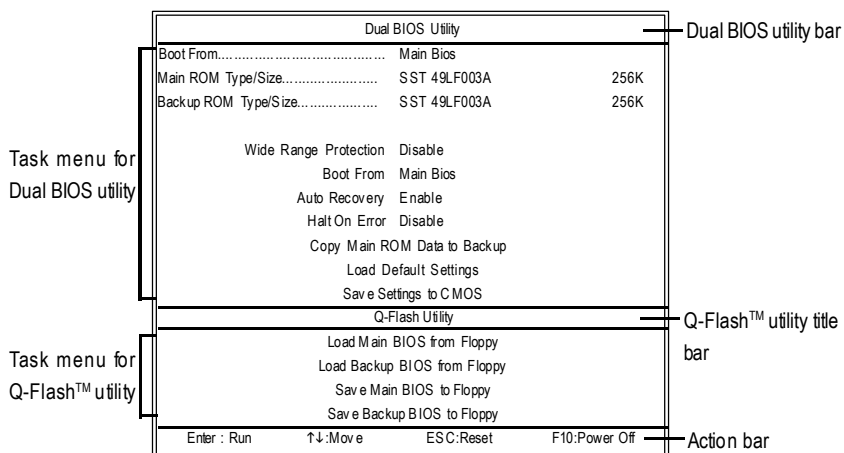 Dual BIOS Utility
Dual BIOS utility bar
Boot From...................................... Main Bios
Main ROM Type/Size...................... SST 49LF003A 256K
Backup ROM Type/Size.................. SST 49LF003A 256K
Task menu for
Dual BIOS utility
Wide Range Protection Disable
Boot From Main Bios
Auto Recovery Enable
Halt On Error Disable
Copy Main ROM Data to Backup
Load Default Settings
Save Settings to CMOS
Q-Flash Utility
Q-Flash™ utility title
bar
Task menu for
Q-Flash™ utility
Load Main BIOS from Floppy
Load Backup BIOS from Floppy
Save Main BIOS to Floppy
Save Backup BIOS to Floppy
Enter : Run ↑↓:Move ESC:Reset F10:Power Off
Action bar